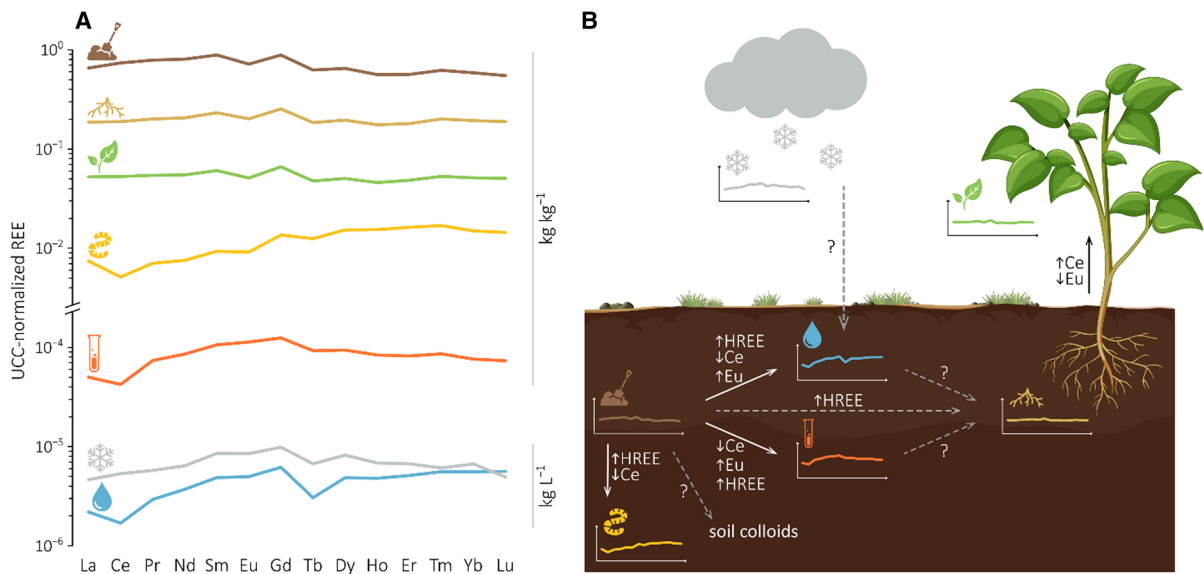 A
UCC-normalized REE
10⁰
10⁻¹
10⁻²
10⁻⁴
10⁻⁵
10⁻⁶
kg kg⁻¹
kg L⁻¹
La Ce Pr Nd Sm Eu Gd Tb Dy Ho Er Tm Yb Lu
B
?
↑Ce
↓Eu
↑HREE
↓Ce
↑Eu
?
↑HREE
↓Ce
↑Eu
↑HREE
?
↑HREE
↓Ce
?
soil colloids